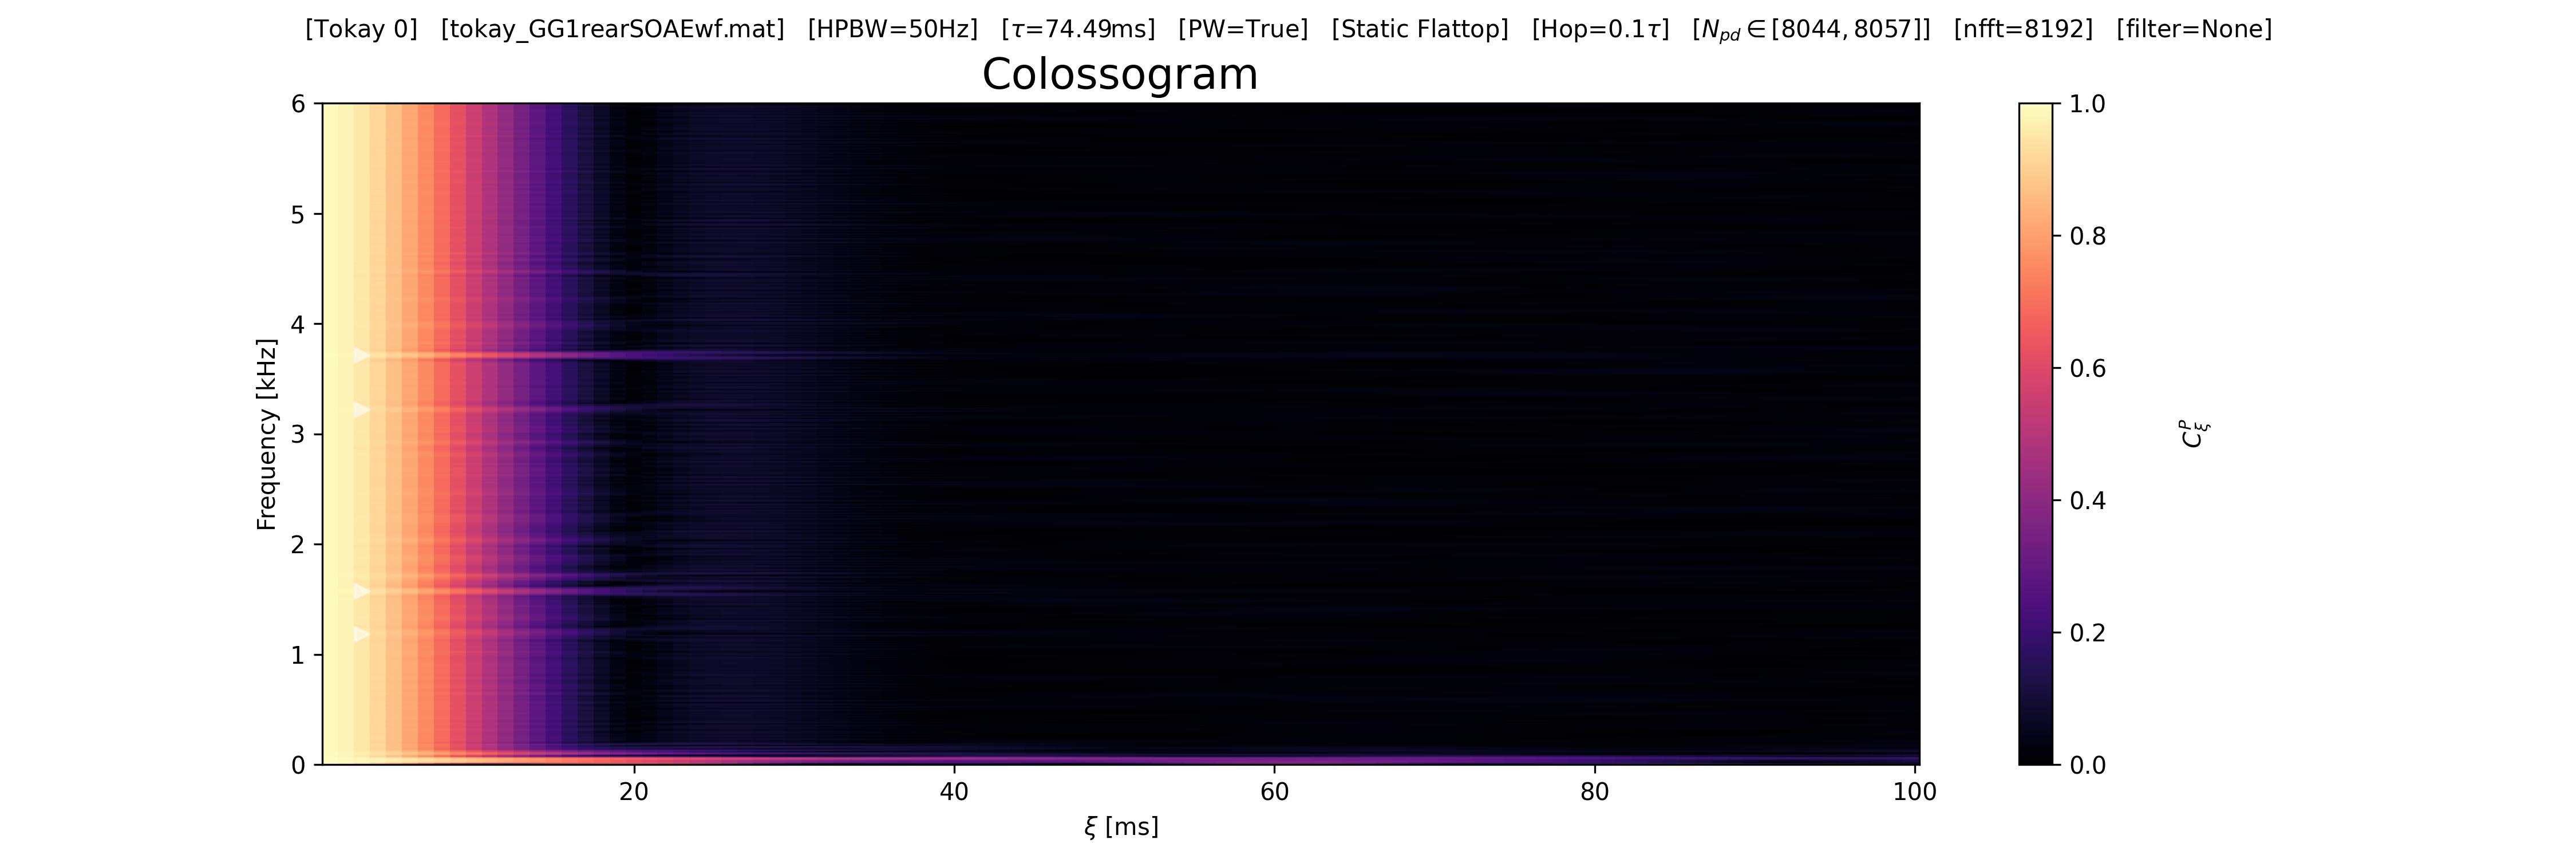 [Tokay 0] [tokay_GG1rearSOAEwf.mat] [HPBW=50Hz] [τ=74.49ms] [PW=True] [Static Flattop] [Hop=0.1τ] [N_pd ∈ [8044, 8057]] [nfft=8192] [filter=None]
Colossogram
6
5
4
3
2
1
0
Frequency [kHz]
20 40 60 80 100
ξ [ms]
1.0
0.8
0.6
0.4
0.2
0.0
C_ξ^P